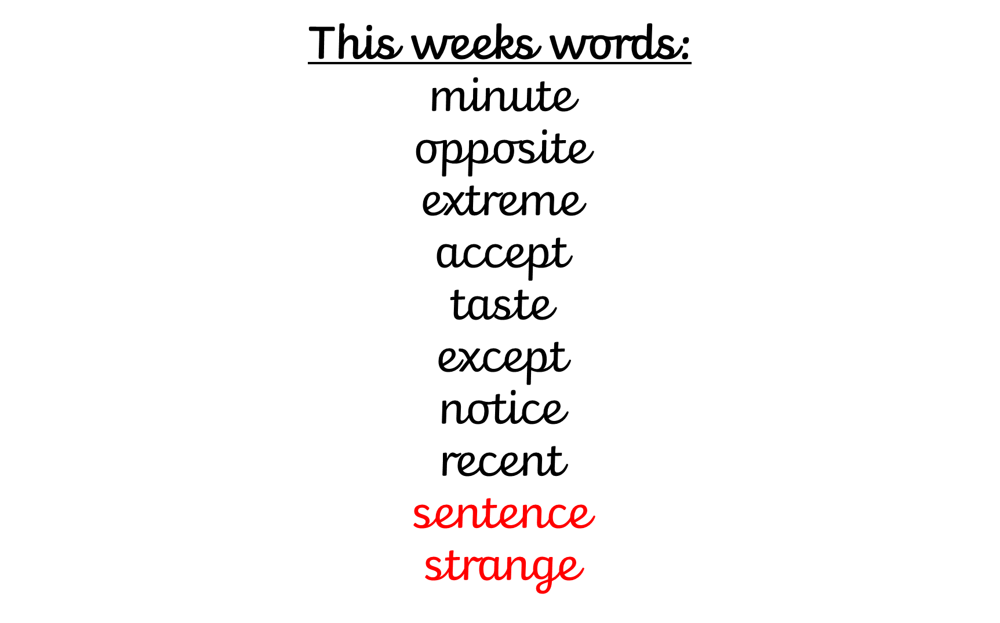 This weeks words:
minute
opposite
extreme
accept
taste
except
notice
recent
sentence
strange